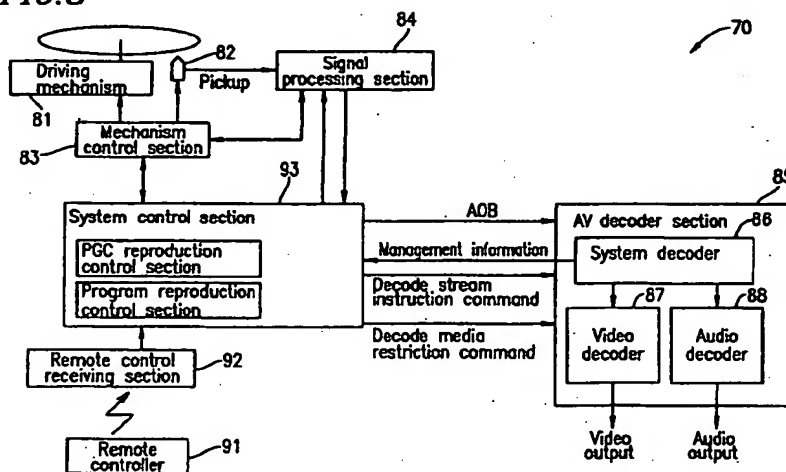 82
84
70
Driving
mechanism
Signal
processing section
Pickup
81
Mechanism
control section
83
93
85
System control section
AOB
AV decoder section
86
PGC reproduction
control section
Management information
System decoder
Program reproduction
control section
Decode stream
instruction command
87
88
Decode media
restriction command
Video
decoder
Audio
decoder
Remote control
receiving section
92
Remote
controller
91
Video
output
Audio
output